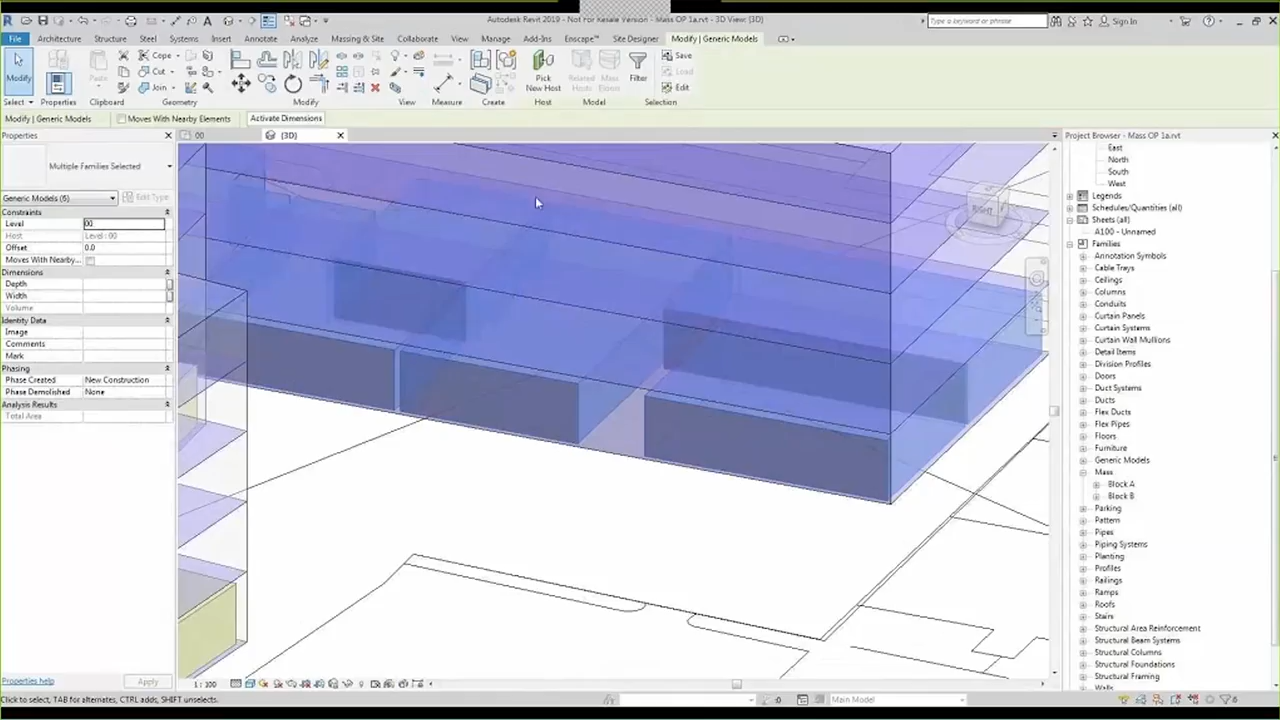 Autodesk Revit 2019 - Not For Resale Version - Mass OP 1a.rvt - 3D View: {3D}
Type a keyword or phrase
Sign In
File Architecture Structure Steel Systems Insert Annotate Analyze Massing & Site Collaborate View Manage Add-Ins Enscape™ Site Designer Modify | Generic Models
Modify
Paste
Cope
Cut
Join
Pick New Host
Related Hosts
Mass Floors
Filter
Save
Load
Edit
Select Properties Clipboard Geometry Modify View Measure Create Host Model Selection
Modify | Generic Models
Moves With Nearby Elements
Activate Dimensions
Properties
00
{3D}
Project Browser - Mass OP 1a.rvt
Multiple Families Selected
Generic Models (6)
Edit Type
Constraints
Level 00
Host Level : 00
Offset 0.0
Moves With Nearby...
Dimensions
Depth
Width
Volume
Identity Data
Image
Comments
Mark
Phasing
Phase Created New Construction
Phase Demolished None
Analysis Results
Total Area
Properties help
Apply
RIGHT
East
North
South
West
Legends
Schedules/Quantities (all)
Sheets (all)
A100 - Unnamed
Families
Annotation Symbols
Cable Trays
Ceilings
Columns
Conduits
Curtain Panels
Curtain Systems
Curtain Wall Mullions
Detail Items
Division Profiles
Doors
Duct Systems
Ducts
Flex Ducts
Flex Pipes
Floors
Furniture
Generic Models
Mass
Block A
Block B
Parking
Pattern
Pipes
Piping Systems
Planting
Profiles
Railings
Ramps
Roofs
Stairs
Structural Area Reinforcement
Structural Beam Systems
Structural Columns
Structural Foundations
Structural Framing
Walls
1 : 100
Click to select, TAB for alternates, CTRL adds, SHIFT unselects.
:0
Main Model
:6